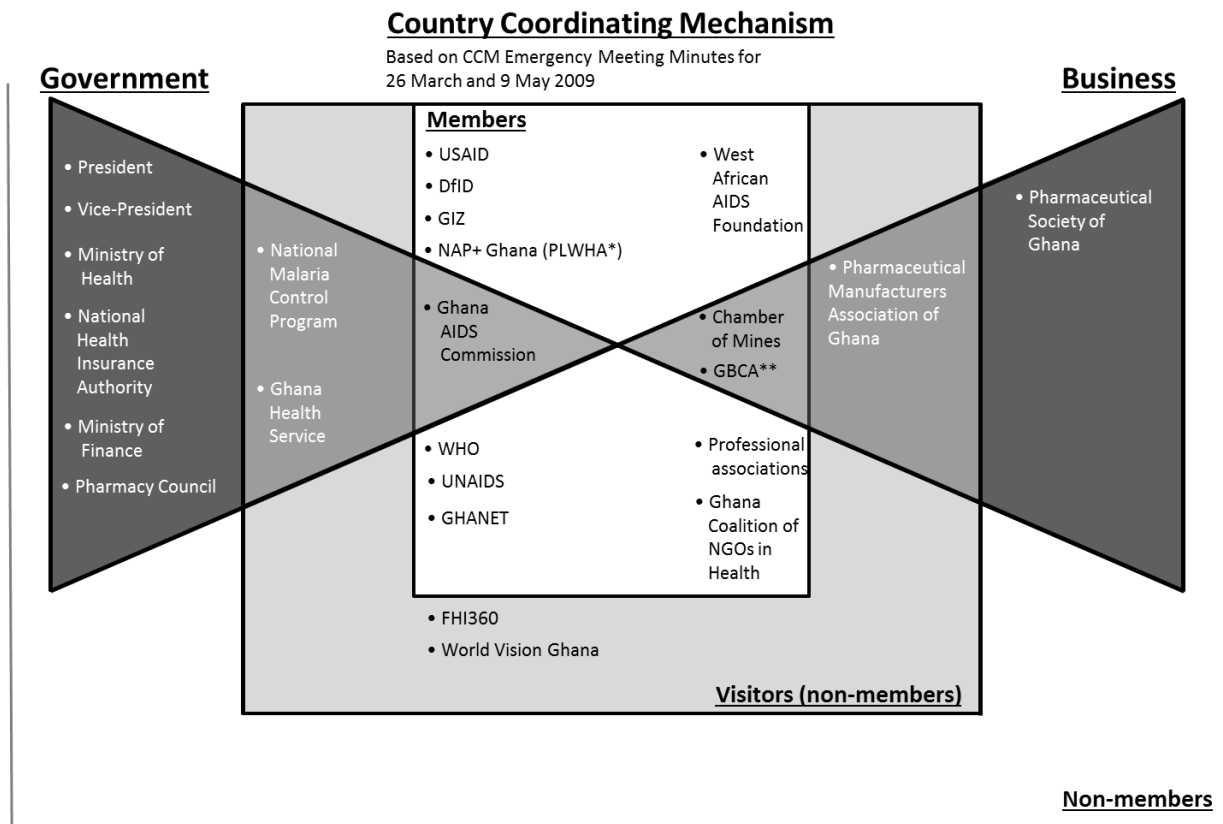 Country Coordinating Mechanism
Based on CCM Emergency Meeting Minutes for
26 March and 9 May 2009
Government
Business
• President
• Vice-President
• Ministry of
Health
• National
Health
Insurance
Authority
• Ministry of
Finance
• Pharmacy Council
• National
Malaria
Control
Program
• Ghana
Health
Service
Members
• USAID
• DfID
• GIZ
• NAP+ Ghana (PLWHA*)
• Ghana
AIDS
Commission
• WHO
• UNAIDS
• GHANET
• West
African
AIDS
Foundation
• Chamber
of Mines
• GBCA**
• Professional
associations
• Ghana
Coalition of
NGOs in
Health
• Pharmaceutical
Manufacturers
Association of
Ghana
• Pharmaceutical
Society of
Ghana
• FHI360
• World Vision Ghana
Visitors (non-members)
Non-members